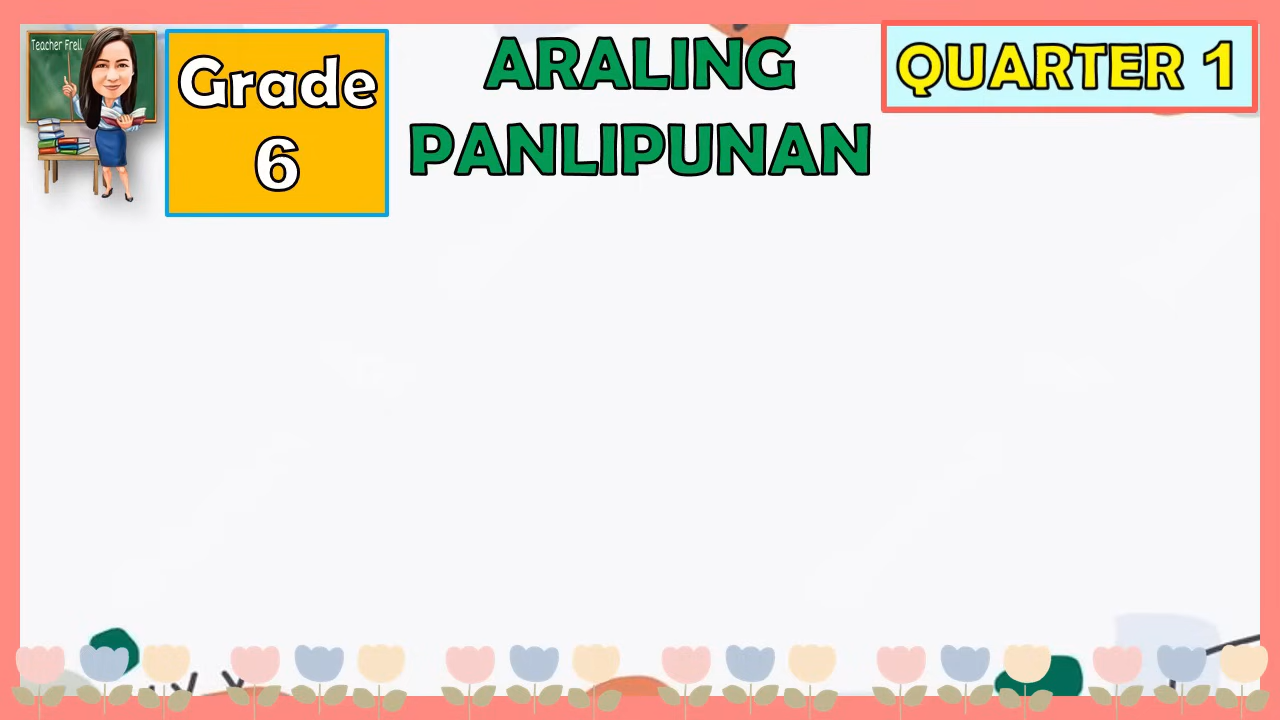 Teacher Frell
Grade
6
ARALING
PANLIPUNAN
QUARTER 1